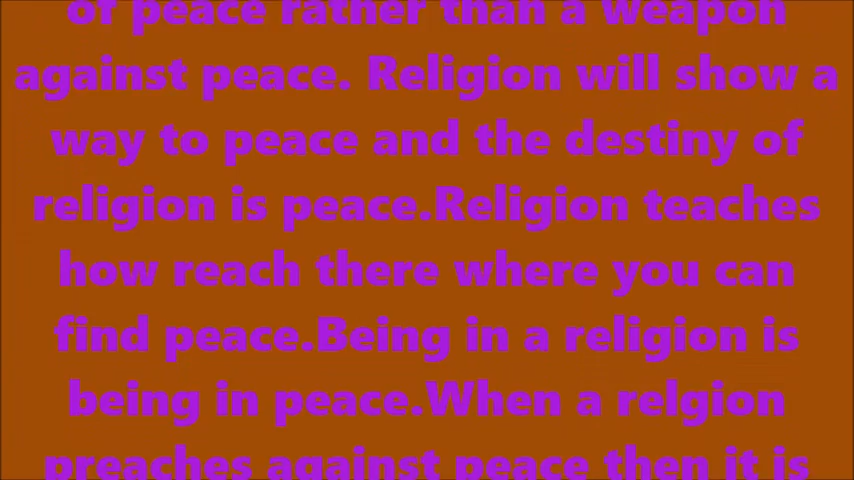 of peace rather than a weapon
against peace. Religion will show a
way to peace and the destiny of
religion is peace.Religion teaches
how reach there where you can
find peace.Being in a religion is
being in peace.When a relgion
preaches against peace then it is